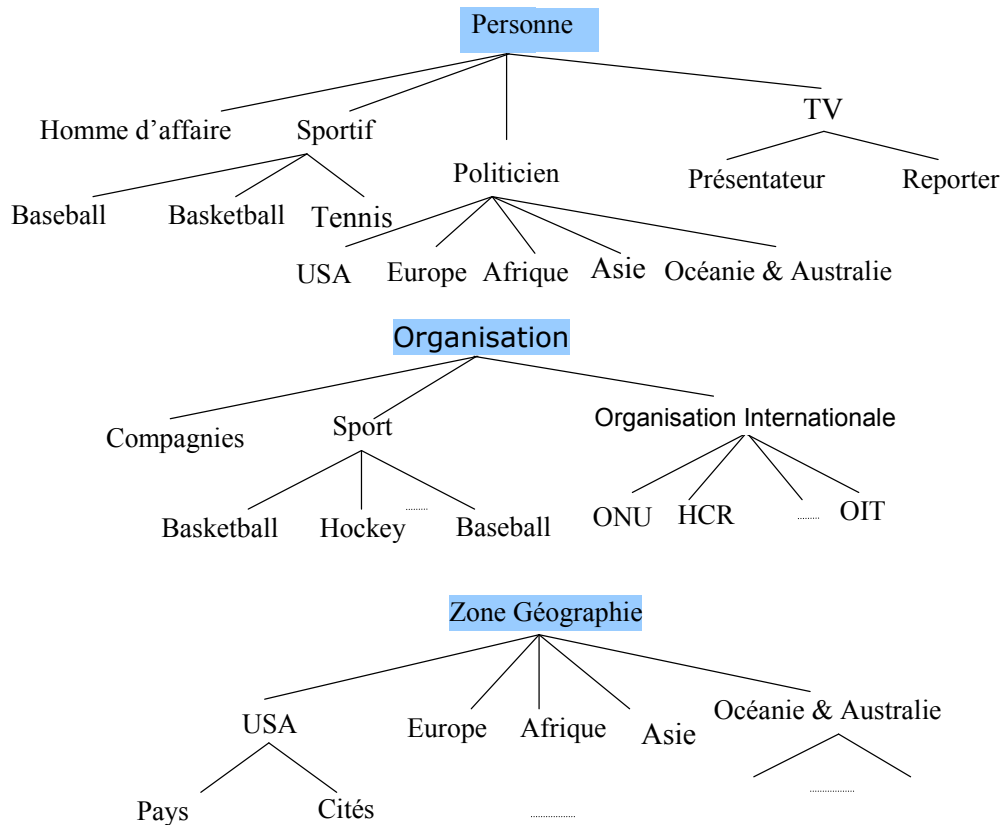 Personne
Homme d'affaire Sportif TV
Politicien Présentateur Reporter
Baseball Basketball Tennis
USA Europe Afrique Asie Océanie & Australie
Organisation
Compagnies Sport Organisation Internationale
Basketball Hockey ......... Baseball ONU HCR ......... OIT
Zone Géographie
USA Europe Afrique Asie Océanie & Australie
Pays Cités .................. ..................